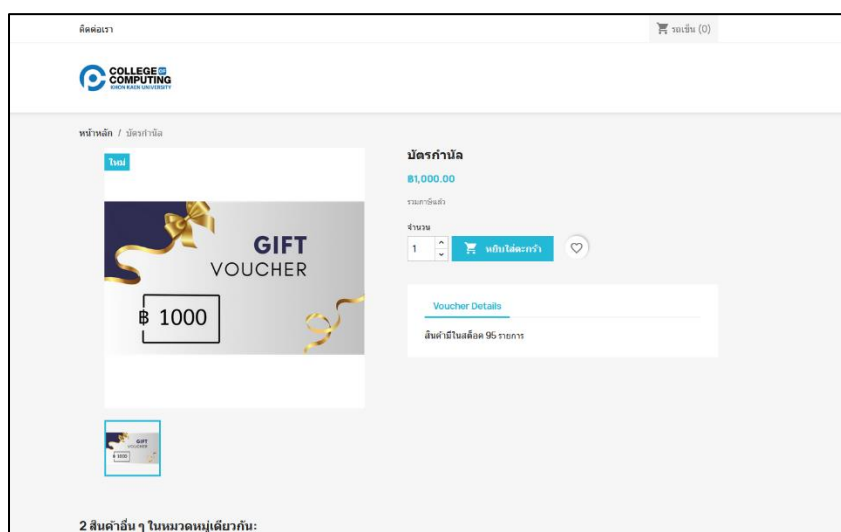 ติดต่อเรา
รถเข็น (0)
COLLEGE OF
COMPUTING
KHON KAEN UNIVERSITY
หน้าหลัก / บัตรกำนัล
ใหม่
GIFT
VOUCHER
฿ 1000
บัตรกำนัล
฿1,000.00
รวมภาษีแล้ว
จำนวน
1
หยิบใส่ตะกร้า
Voucher Details
สินค้ามีในสต็อค 95 รายการ
GIFT
VOUCHER
฿ 1000
2 สินค้าอื่น ๆ ในหมวดหมู่เดียวกัน: